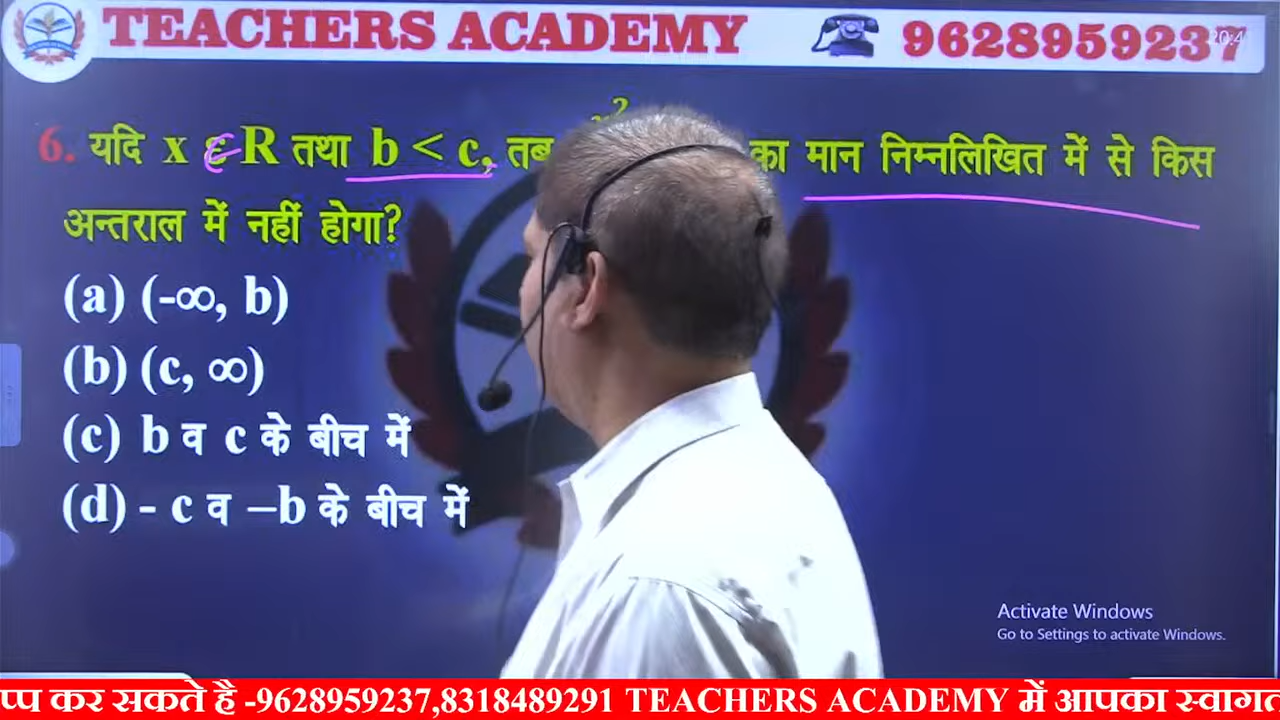 TEACHERS ACADEMY 9628959237
6. यदि x ϵ R तथा b < c, तब का मान निम्नलिखित में से किस
अन्तराल में नहीं होगा?
(a) (-∞, b)
(b) (c, ∞)
(c) b व c के बीच में
(d) - c व –b के बीच में
Activate Windows
Go to Settings to activate Windows.
कर सकते है -9628959237,8318489291 TEACHERS ACADEMY में आपका